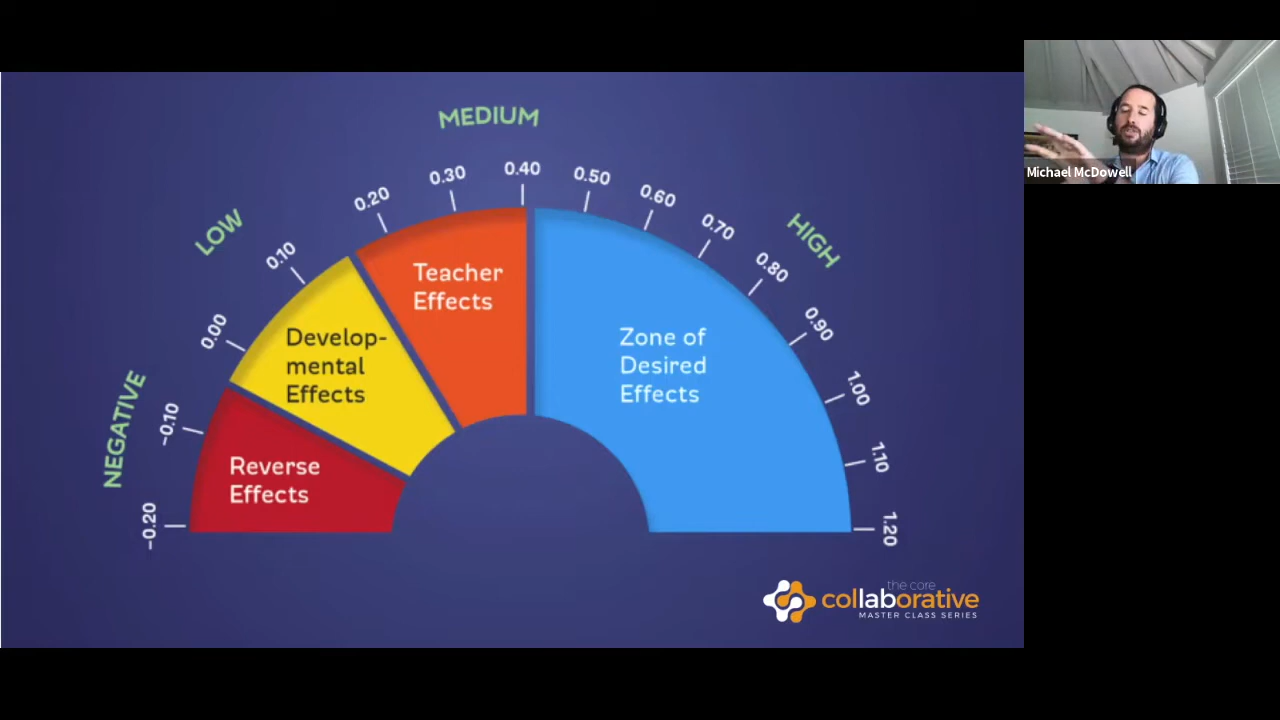 MEDIUM
LOW
HIGH
NEGATIVE
-0.20
-0.10
0.00
0.10
0.20
0.30
0.40
0.50
0.60
0.70
0.80
0.90
1.00
1.10
1.20
Reverse
Effects
Develop-
mental
Effects
Teacher
Effects
Zone of
Desired
Effects
the core
collaborative
MASTER CLASS SERIES
Michael McDowell